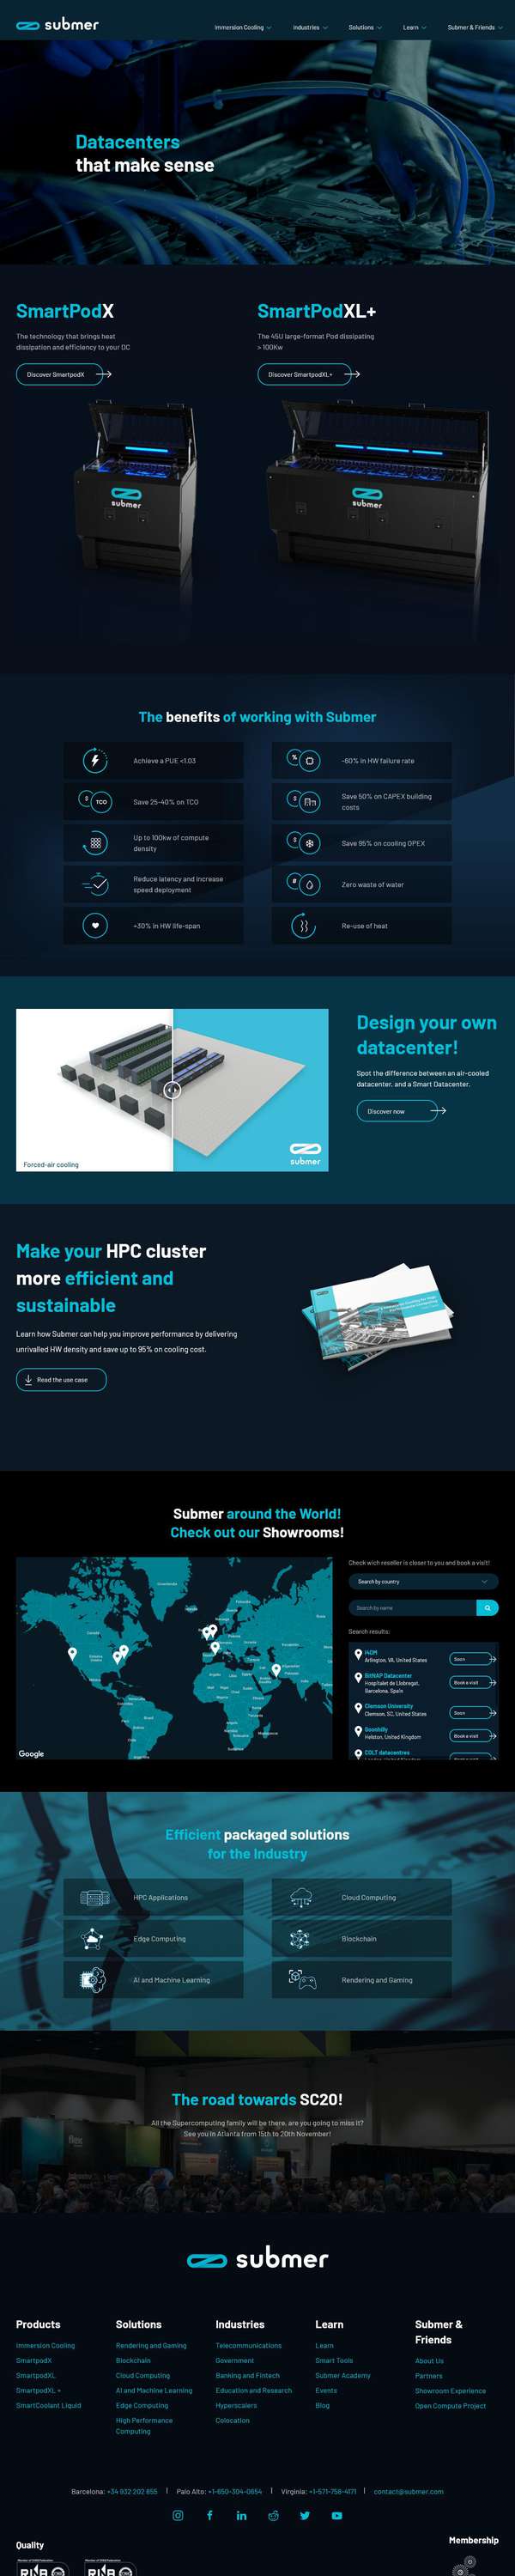 submer
Immersion Cooling
Industries
Solutions
Learn
Submer & Friends
Datacenters
that make sense
SmartPodX
The technology that brings heat
dissipation and efficiency to your DC
Discover SmartpodX
SmartPodXL+
The 45U large-format Pod dissipating
> 100Kw
Discover SmartpodXL+
submer
submer
The benefits of working with Submer
Achieve a PUE <1.03
-60% in HW failure rate
Save 25-40% on TCO
Save 50% on CAPEX building
costs
Up to 100kw of compute
density
Save 95% on cooling OPEX
Reduce latency and increase
speed deployment
Zero waste of water
+30% in HW life-span
Re-use of heat
TCO
Forced-air cooling
submer
Design your own
datacenter!
Spot the difference between an air-cooled
datacenter, and a Smart Datacenter.
Discover now
Make your HPC cluster
more efficient and
sustainable
Learn how Submer can help you improve performance by delivering
unrivalled HW density and save up to 95% on cooling cost.
Read the use case
Submer around the World!
Check out our Showrooms!
Google
Check wich reseller is closer to you and book a visit!
Search by country
Search by name
Search results:
I4DM
Arlington, VA, United States
Soon
BitNAP Datacenter
Hospitalet de Llobregat,
Barcelona, Spain
Book a visit
Clemson University
Clemson, SC, United States
Soon
Goonhilly
Helston, United Kingdom
Book a visit
COLT datacentres
Efficient packaged solutions
for the Industry
HPC Applications
Cloud Computing
Edge Computing
Blockchain
AI and Machine Learning
Rendering and Gaming
The road towards SC20!
All the Supercomputing family will be there, are you going to miss it?
See you in Atlanta from 15th to 20th November!
submer
Products
Immersion Cooling
SmartpodX
SmartpodXL
SmartpodXL +
SmartCoolant Liquid
Solutions
Rendering and Gaming
Blockchain
Cloud Computing
AI and Machine Learning
Edge Computing
High Performance
Computing
Industries
Telecommunications
Government
Banking and Fintech
Education and Research
Hyperscalers
Colocation
Learn
Learn
Smart Tools
Submer Academy
Events
Blog
Submer &
Friends
About Us
Partners
Showroom Experience
Open Compute Project
Barcelona: +34 932 202 855 | Palo Alto: +1-650-304-0654 | Virginia: +1-571-758-4171 | contact@submer.com
Quality
Membership